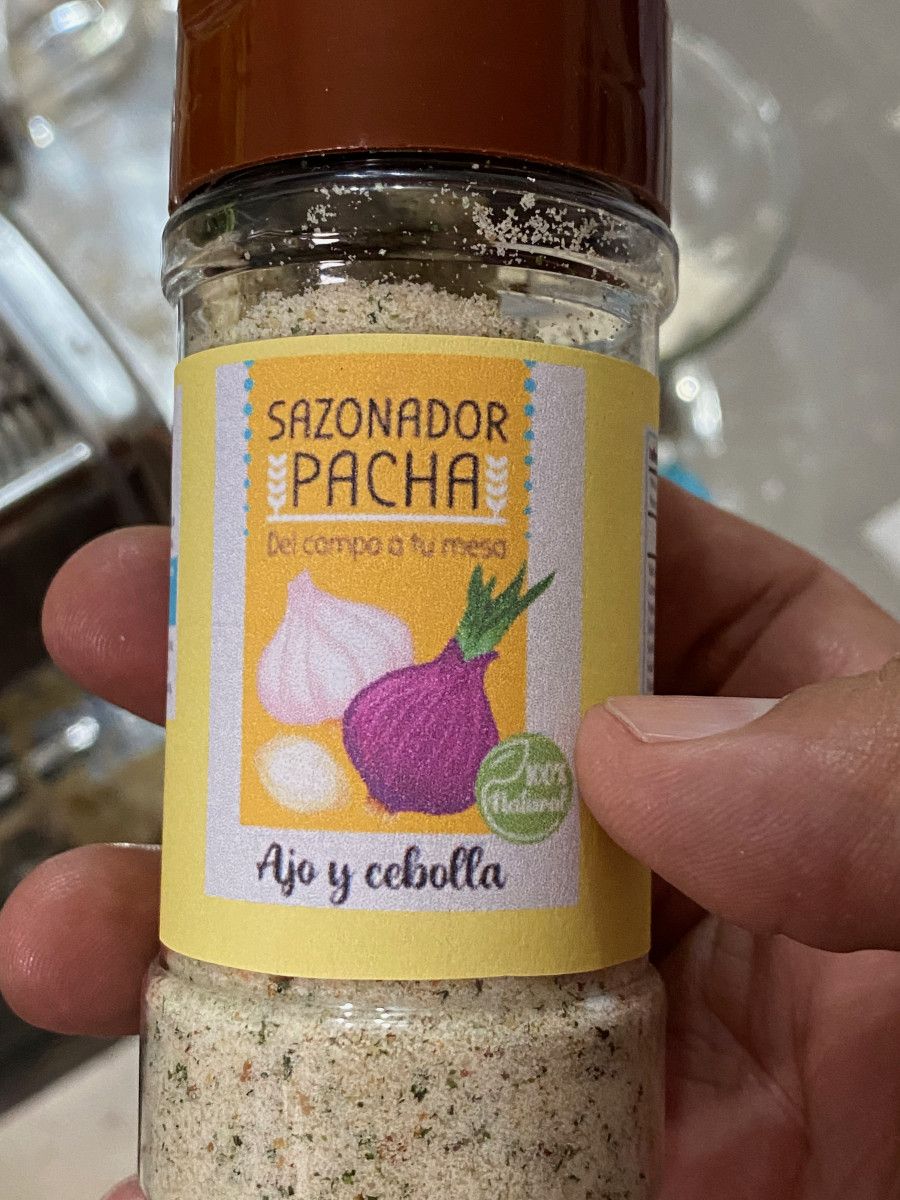 SAZONADOR
PACHA
Del campo a tu mesa
100%
Natural
Ajo y cebolla